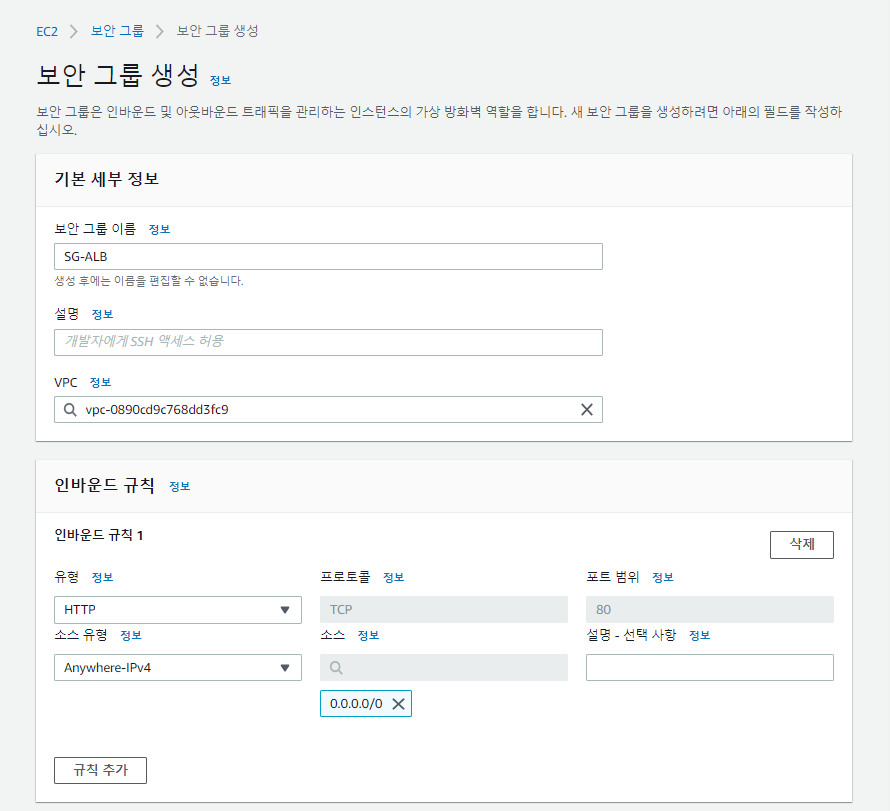 EC2 > 보안 그룹 > 보안 그룹 생성
보안 그룹 생성 정보
보안 그룹은 인바운드 및 아웃바운드 트래픽을 관리하는 인스턴스의 가상 방화벽 역할을 합니다. 새 보안 그룹을 생성하려면 아래의 필드를 작성하
십시오.
기본 세부 정보
보안 그룹 이름 정보
SG-ALB
생성 후에는 이름을 편집할 수 없습니다.
설명 정보
개발자에게 SSH 액세스 허용
VPC 정보
vpc-0890cd9c768dd3fc9
인바운드 규칙 정보
인바운드 규칙 1
삭제
유형 정보 프로토콜 정보 포트 범위 정보
HTTP TCP 80
소스 유형 정보 소스 정보 설명 - 선택 사항 정보
Anywhere-IPv4
0.0.0.0/0
규칙 추가